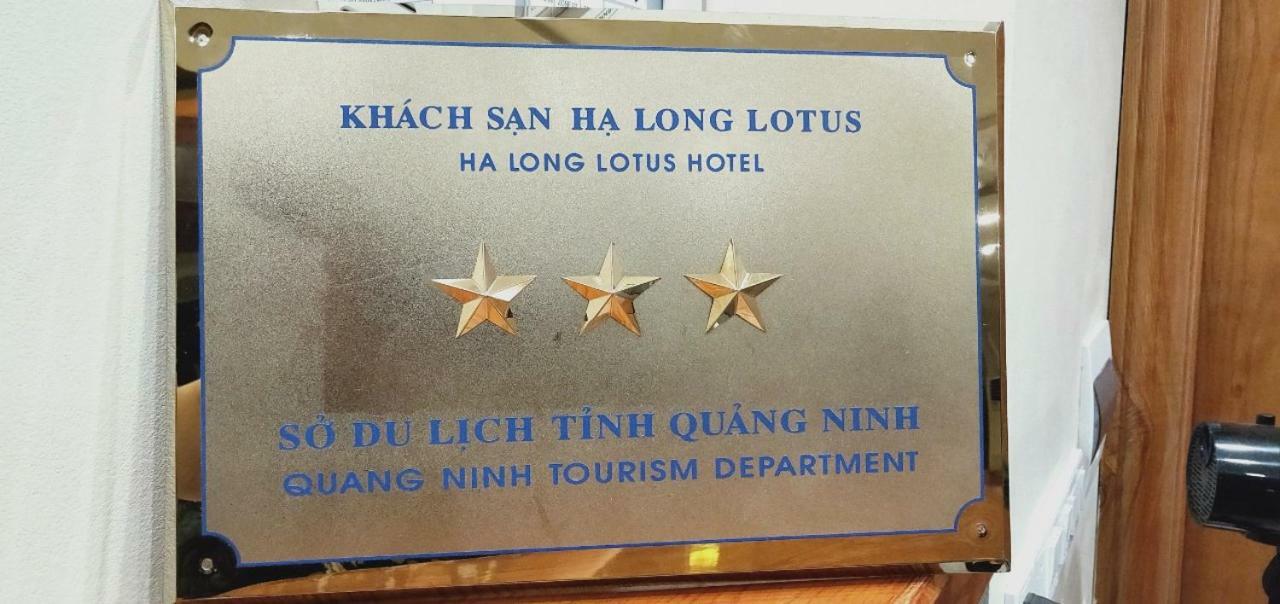 KHÁCH SẠN HẠ LONG LOTUS
HA LONG LOTUS HOTEL
SỞ DU LỊCH TỈNH QUẢNG NINH
QUANG NINH TOURISM DEPARTMENT